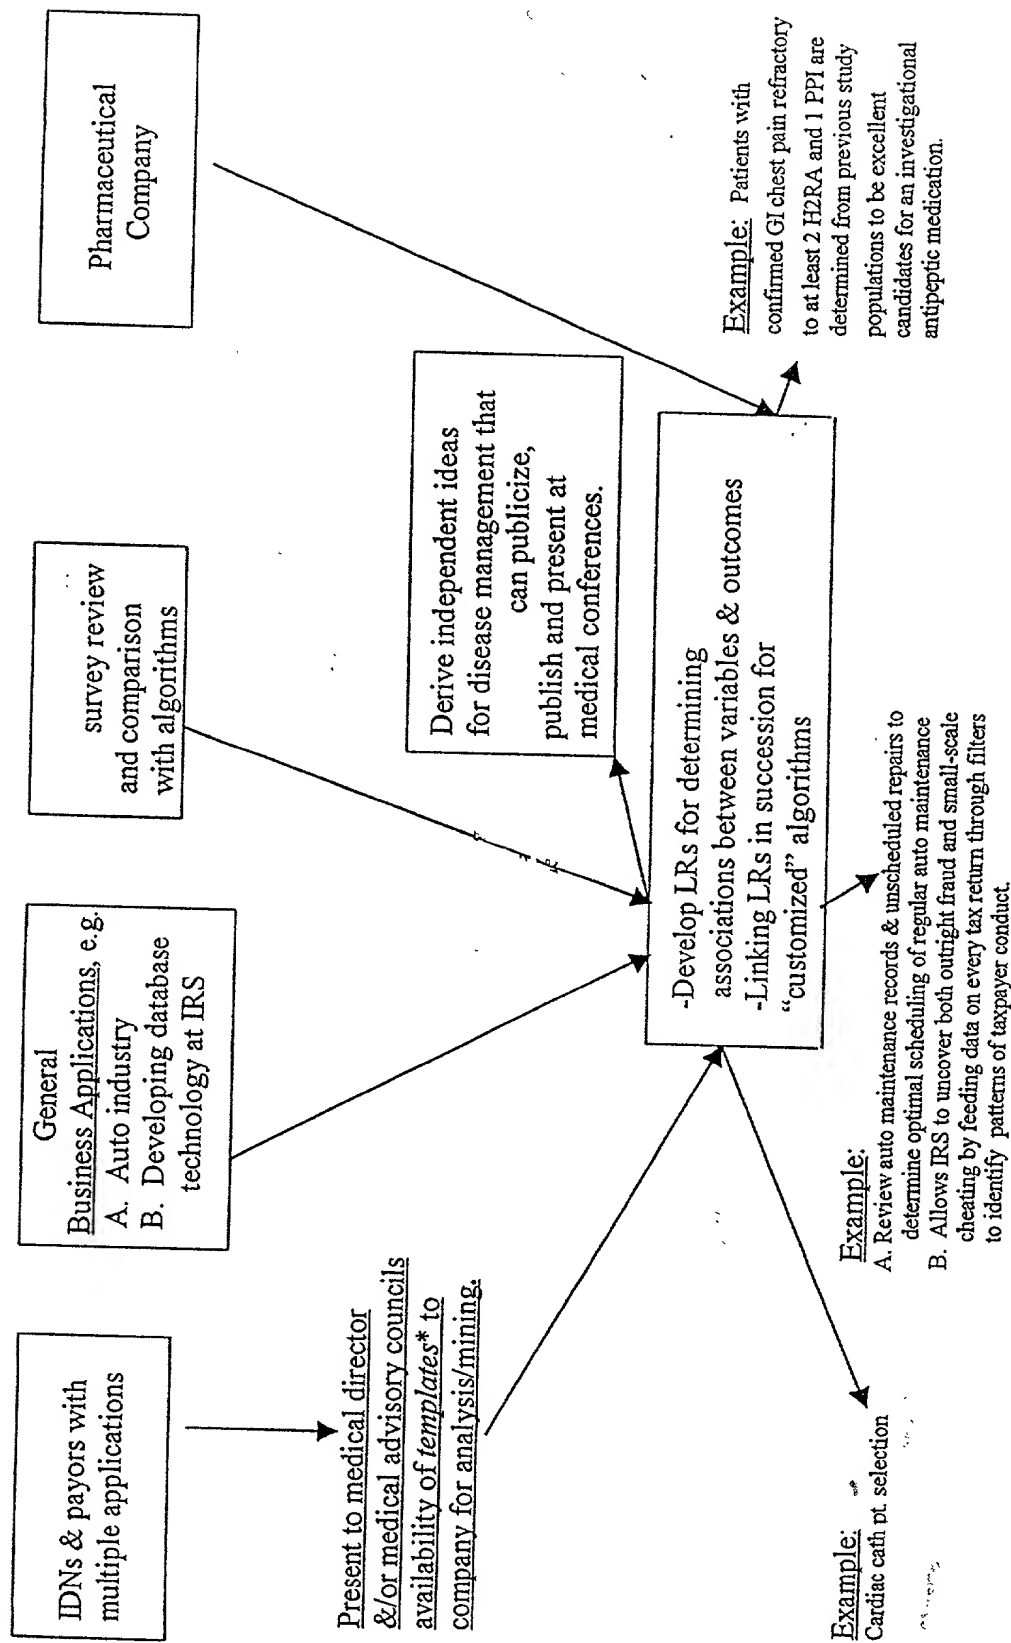 IDNs & payors with
multiple applications
General
Business Applications, e.g.
A. Auto industry
B. Developing database
technology at IRS
survey review
and comparison
with algorithms
Pharmaceutical
Company
Present to medical director
&/or medical advisory councils
availability of templates* to
company for analysis/mining.
Derive independent ideas
for disease management that
can publicize,
publish and present at
medical conferences.
-Develop LRs for determining
associations between variables & outcomes
-Linking LRs in succession for
“customized” algorithms
Example:
Cardiac cath pt. selection
Example:
A. Review auto maintenance records & unscheduled repairs to
determine optimal scheduling of regular auto maintenance
B. Allows IRS to uncover both outright fraud and small-scale
cheating by feeding data on every tax return through filters
to identify patterns of taxpayer conduct.
Example: Patients with
confirmed GI chest pain refractory
to at least 2 H2RA and 1 PPI are
determined from previous study
populations to be excellent
candidates for an investigational
antipeptic medication.